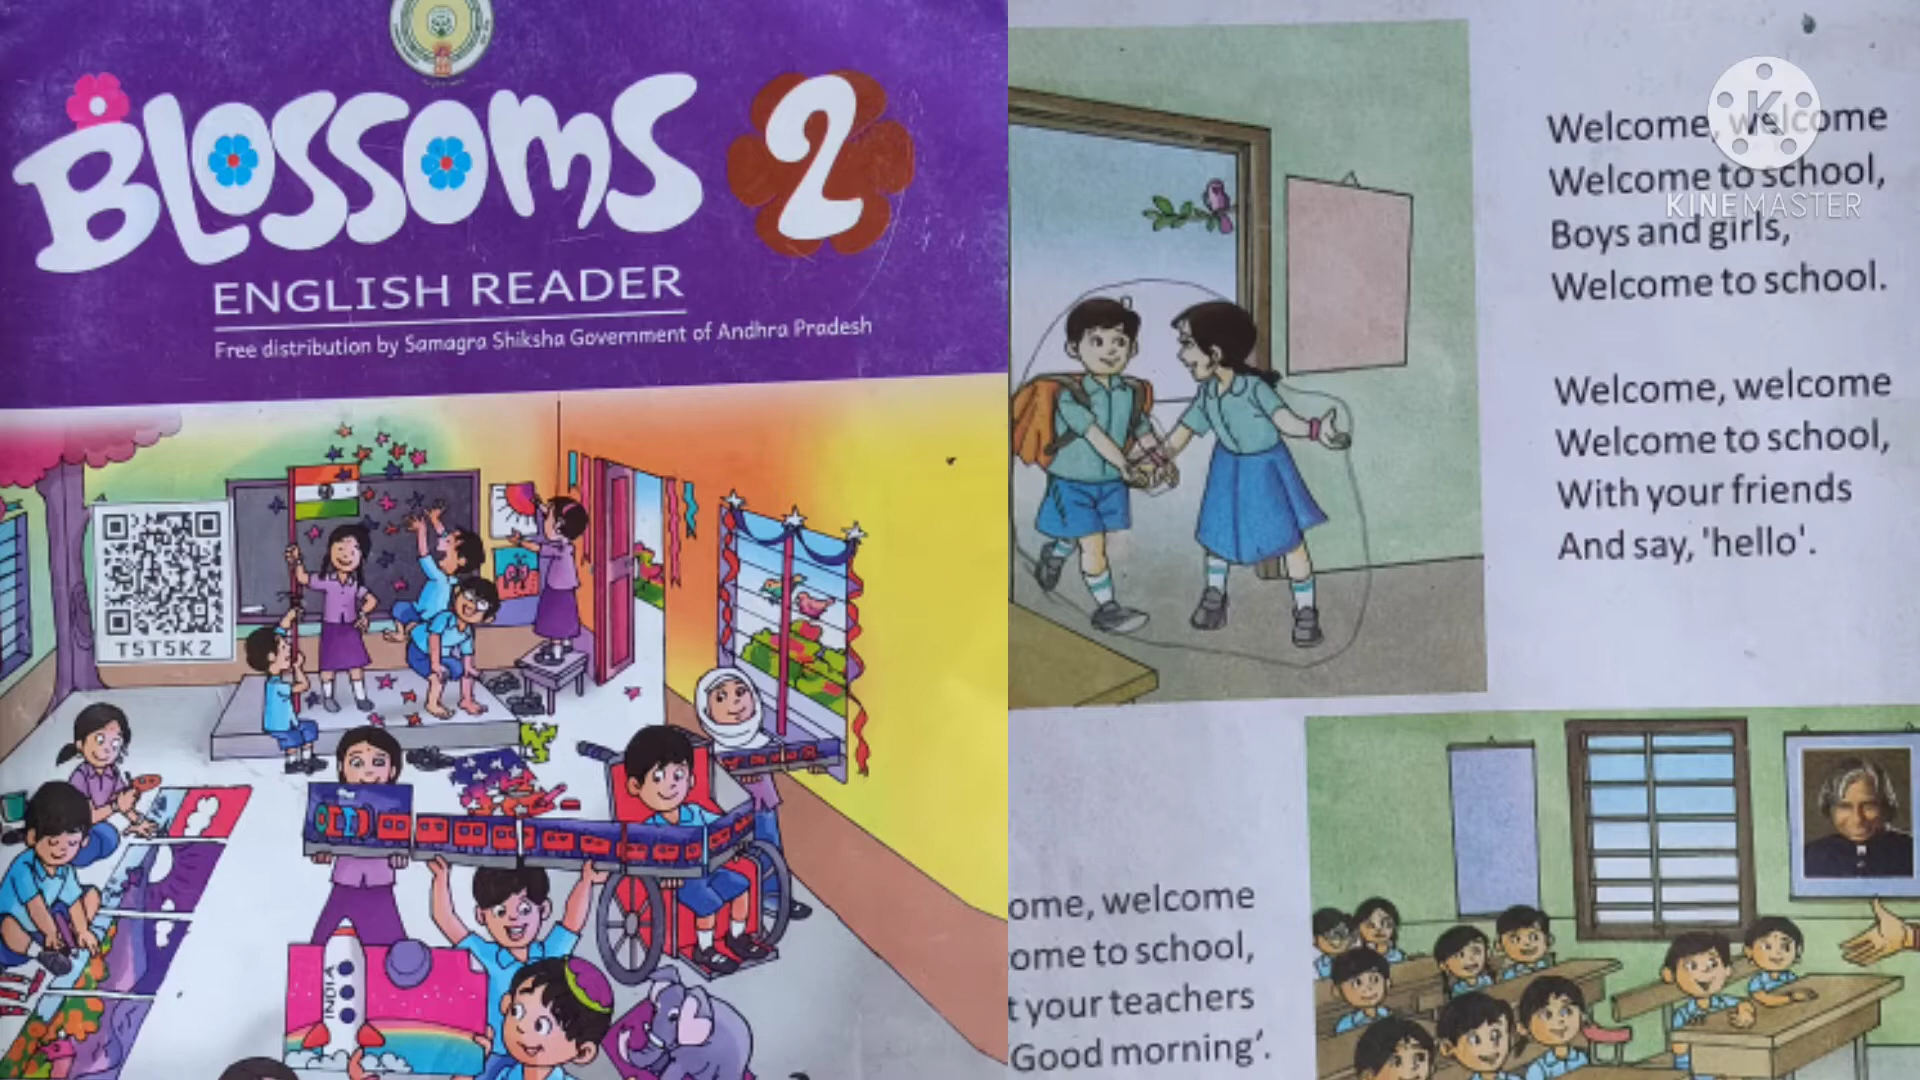 BLOSSOMS 2
ENGLISH READER
Free distribution by Samagra Shiksha Government of Andhra Pradesh
T5T5K2
INDIA
Welcome, welcome
Welcome to school,
Boys and girls,
Welcome to school.
Welcome, welcome
Welcome to school,
With your friends
And say, 'hello'.
ome, welcome
ome to school,
t your teachers
'Good morning'.
K
KINEMASTER